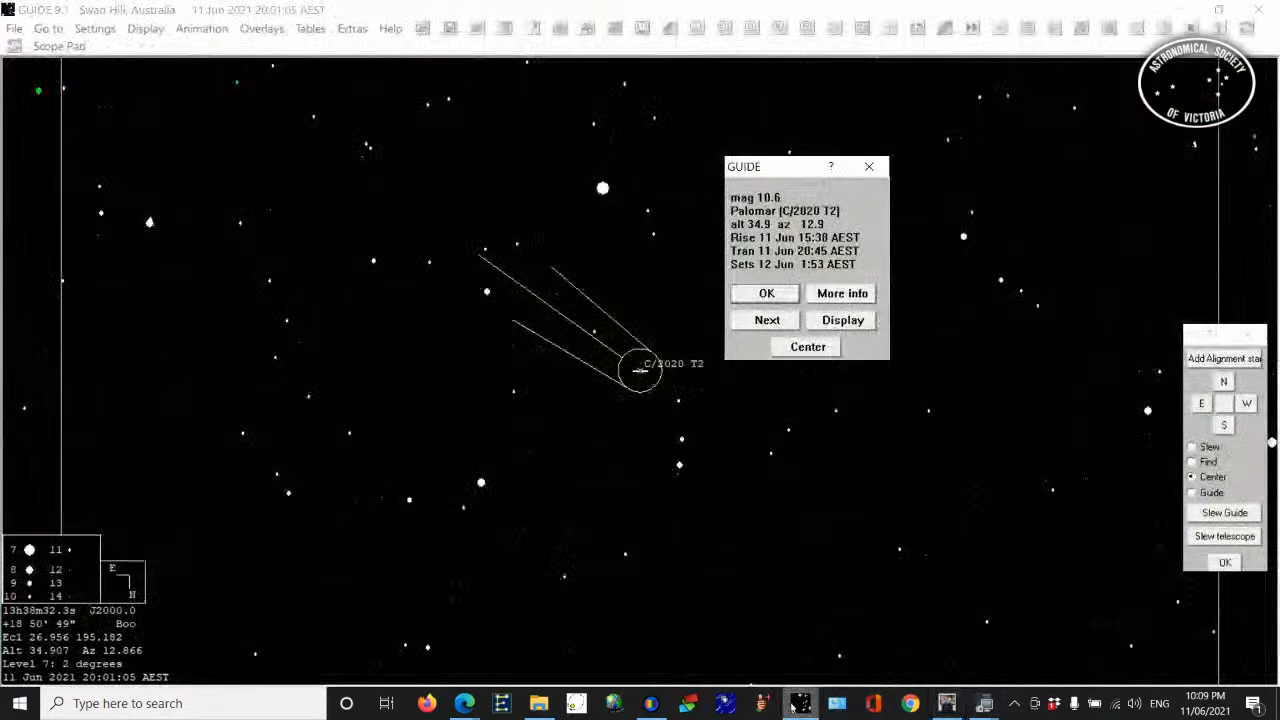 GUIDE 9.1 Swan Hill, Australia 11 Jun 2021 20:01:05 AEST
File Go to Settings Display Animation Overlays Tables Extras Help
Scope Pad
ASTRONOMICAL SOCIETY
OF VICTORIA
GUIDE ?
mag 10.6
Palomar (C/2020 T2)
alt 34.9 az 12.9
Rise 11 Jun 15:38 AEST
Tran 11 Jun 20:45 AEST
Sets 12 Jun 1:53 AEST
OK More info
Next Display
Center
C/2020 T2
Add Alignment sta
N
E W
S
Slew
Find
Center
Guide
Slew Guide
Slew telescope
OK
7 11
8 12
9 13
10 14
E
N
13h38m32.3s J2000.0
+18 50' 49" Boo
Ecl 26.956 195.182
Alt 34.907 Az 12.866
Level 7: 2 degrees
11 Jun 2021 20:01:05 AEST
Type here to search
ENG
10:09 PM
11/06/2021